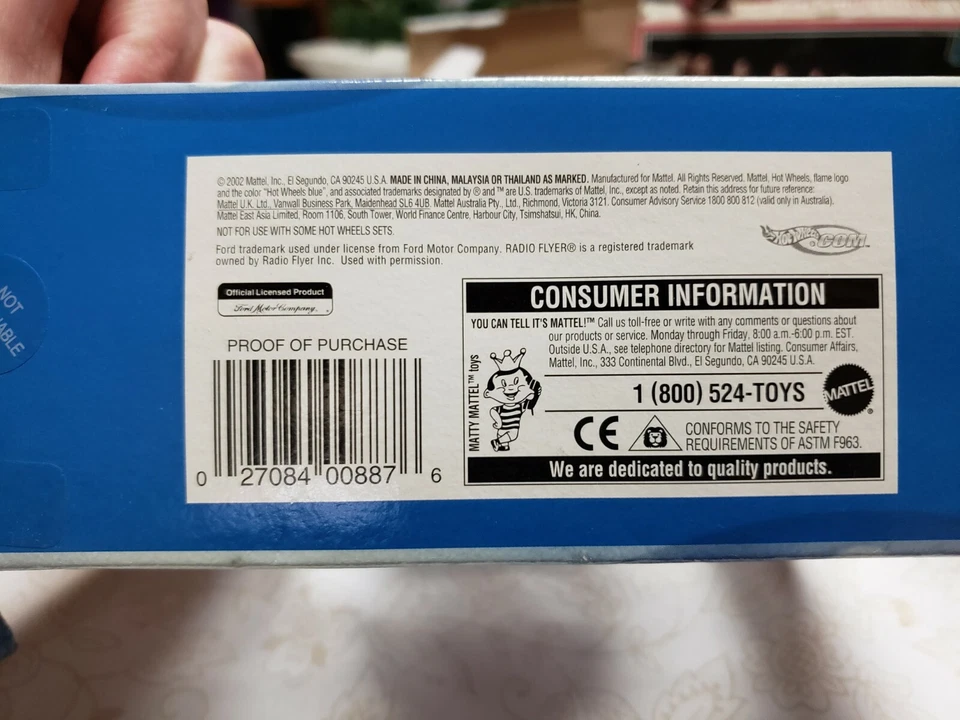 © 2002 Mattel, Inc., El Segundo, CA 90245 U.S.A. MADE IN CHINA, MALAYSIA OR THAILAND AS MARKED. Manufactured for Mattel. All Rights Reserved. Mattel, Hot Wheels, flame logo
and the color "Hot Wheels blue", and associated trademarks designated by ® and ™ are U.S. trademarks of Mattel, Inc., except as noted. Retain this address for future reference:
Mattel U.K. Ltd., Vanwall Business Park, Maidenhead SL6 4UB. Mattel Australia Pty., Ltd., Richmond, Victoria 3121. Consumer Advisory Service 1800 800 812 (valid only in Australia).
Mattel East Asia Limited, Room 1106, South Tower, World Finance Centre, Harbour City, Tsimshatsui, HK, China.
NOT FOR USE WITH SOME HOT WHEELS SETS.
Ford trademark used under license from Ford Motor Company. RADIO FLYER® is a registered trademark
owned by Radio Flyer Inc. Used with permission.
HOT WHEELS.COM
Official Licensed Product
Ford Motor Company
PROOF OF PURCHASE
0 27084 00887 6
CONSUMER INFORMATION
YOU CAN TELL IT'S MATTEL!™ Call us toll-free or write with any comments or questions about
our products or service. Monday through Friday, 8:00 a.m.-6:00 p.m. EST.
Outside U.S.A., see telephone directory for Mattel listing. Consumer Affairs,
Mattel, Inc., 333 Continental Blvd., El Segundo, CA 90245 U.S.A.
MATTY MATTEL™ toys
1 (800) 524-TOYS
MATTEL®
CE
CONFORMS TO THE SAFETY
REQUIREMENTS OF ASTM F963.
We are dedicated to quality products.
NOT